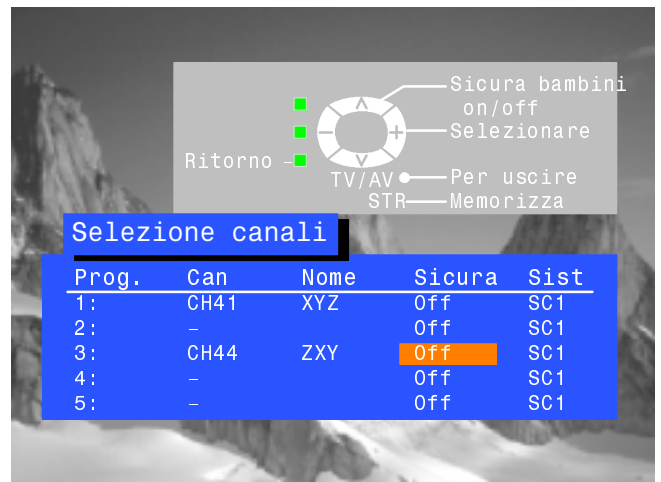 Sicura bambini
on/off
Selezionare
Ritorno
TV/AV Per uscire
STR Memorizza
Selezione canali
Prog. Can Nome Sicura Sist
1: CH41 XYZ Off SC1
2: – Off SC1
3: CH44 ZXY Off SC1
4: – Off SC1
5: – Off SC1